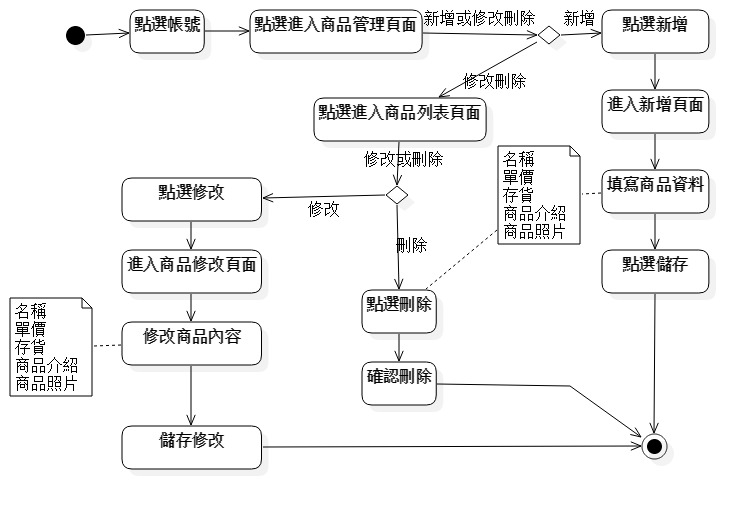 點選帳號
點選進入商品管理頁面
新增或修改刪除
新增
點選新增
修改刪除
進入新增頁面
點選進入商品列表頁面
修改或刪除
名稱
單價
存貨
商品介紹
商品照片
填寫商品資料
點選修改
修改
刪除
進入商品修改頁面
點選儲存
點選刪除
名稱
單價
存貨
商品介紹
商品照片
修改商品內容
確認刪除
儲存修改